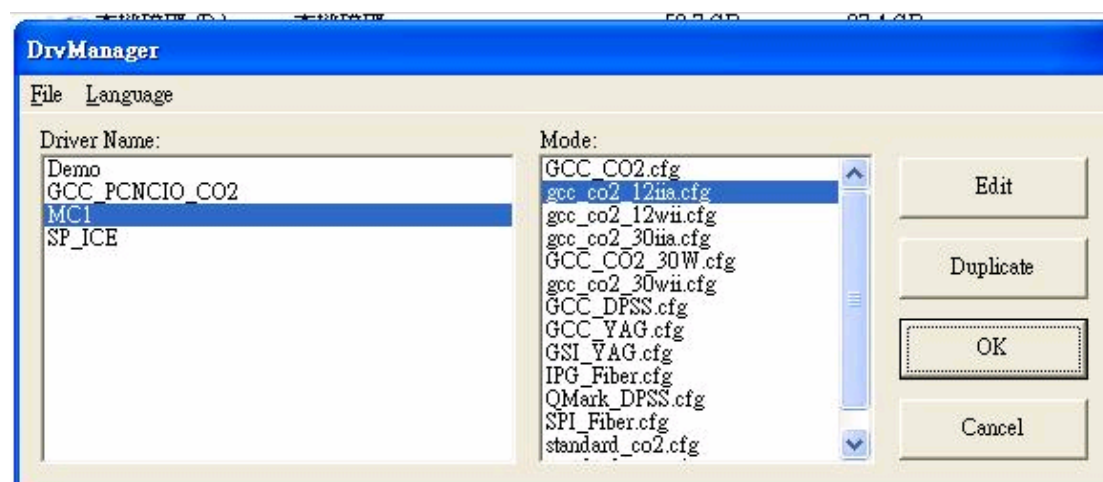 DrvManager
File Language
Driver Name:
Demo
GCC_PCNCIO_CO2
MC1
SP_ICE
Mode:
GCC_CO2.cfg
gcc_co2_12iia.cfg
gcc_co2_12wii.cfg
gcc_co2_30iia.cfg
GCC_CO2_30W.cfg
gcc_co2_30wii.cfg
GCC_DPSS.cfg
GCC_YAG.cfg
GSI_YAG.cfg
IPG_Fiber.cfg
QMark_DPSS.cfg
SPI_Fiber.cfg
standard_co2.cfg
Edit
Duplicate
OK
Cancel